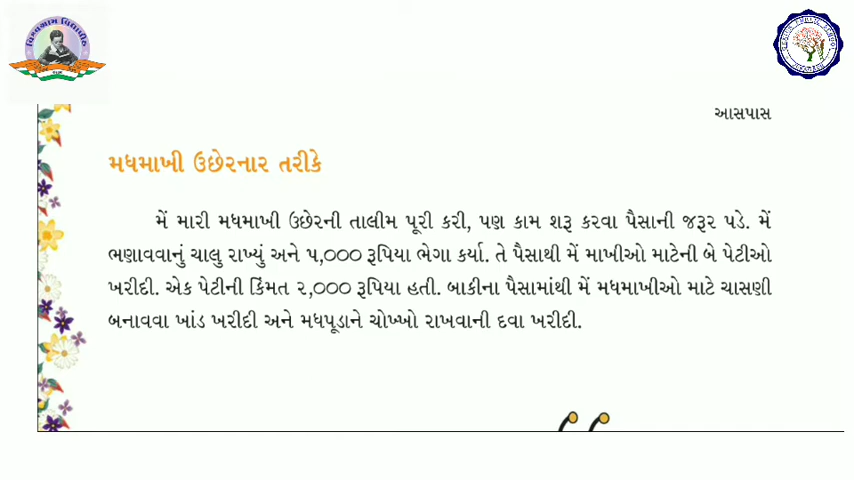 વિશ્વગ્રામ વિદ્યાપીઠ
આસપાસ
મધમાખી ઉછેરનાર તરીકે
મેં મારી મધમાખી ઉછેરની તાલીમ પૂરી કરી, પણ કામ શરૂ કરવા પૈસાની જરૂર પડે. મેં
ભણાવવાનું ચાલુ રાખ્યું અને ૫,૦૦૦ રૂપિયા ભેગા કર્યા. તે પૈસાથી મેં માખીઓ માટેની બે પેટીઓ
ખરીદી. એક પેટીની કિંમત ૨,૦૦૦ રૂપિયા હતી. બાકીના પૈસામાંથી મેં મધમાખીઓ માટે ચાસણી
બનાવવા ખાંડ ખરીદી અને મધપૂડાને ચોખ્ખો રાખવાની દવા ખરીદી.